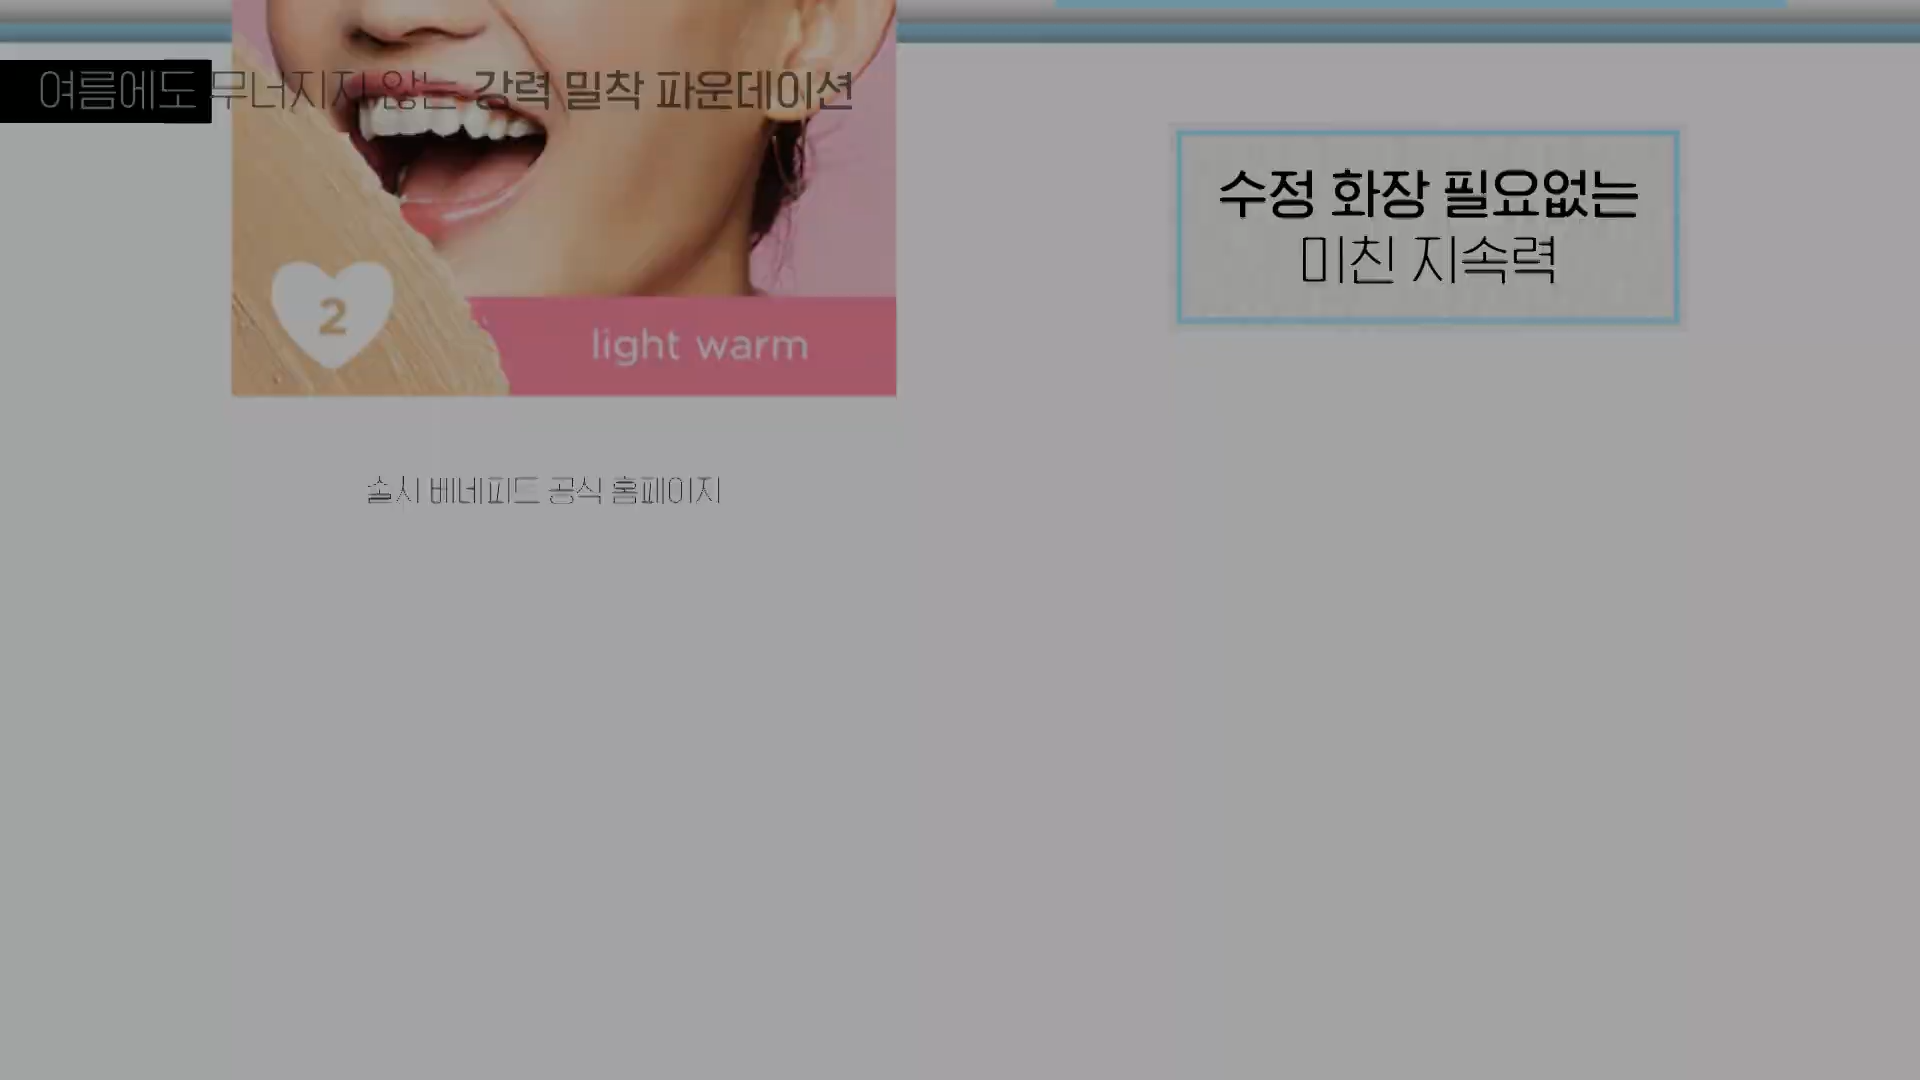 여름에도 무너지지 않는 강력 밀착 파운데이션
수정 화장 필요없는
미친 지속력
2
light warm
출시 베네피트 공식 홈페이지